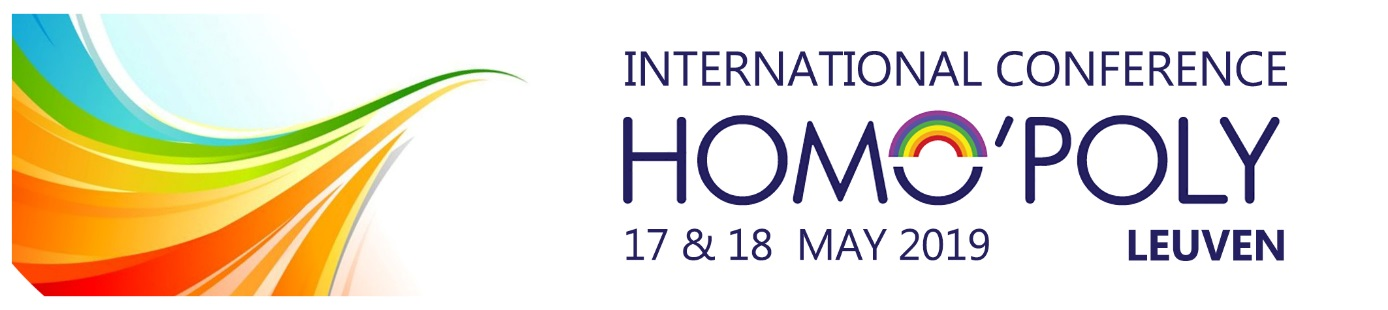 INTERNATIONAL CONFERENCE
HOMO'POLY
17 & 18 MAY 2019 LEUVEN